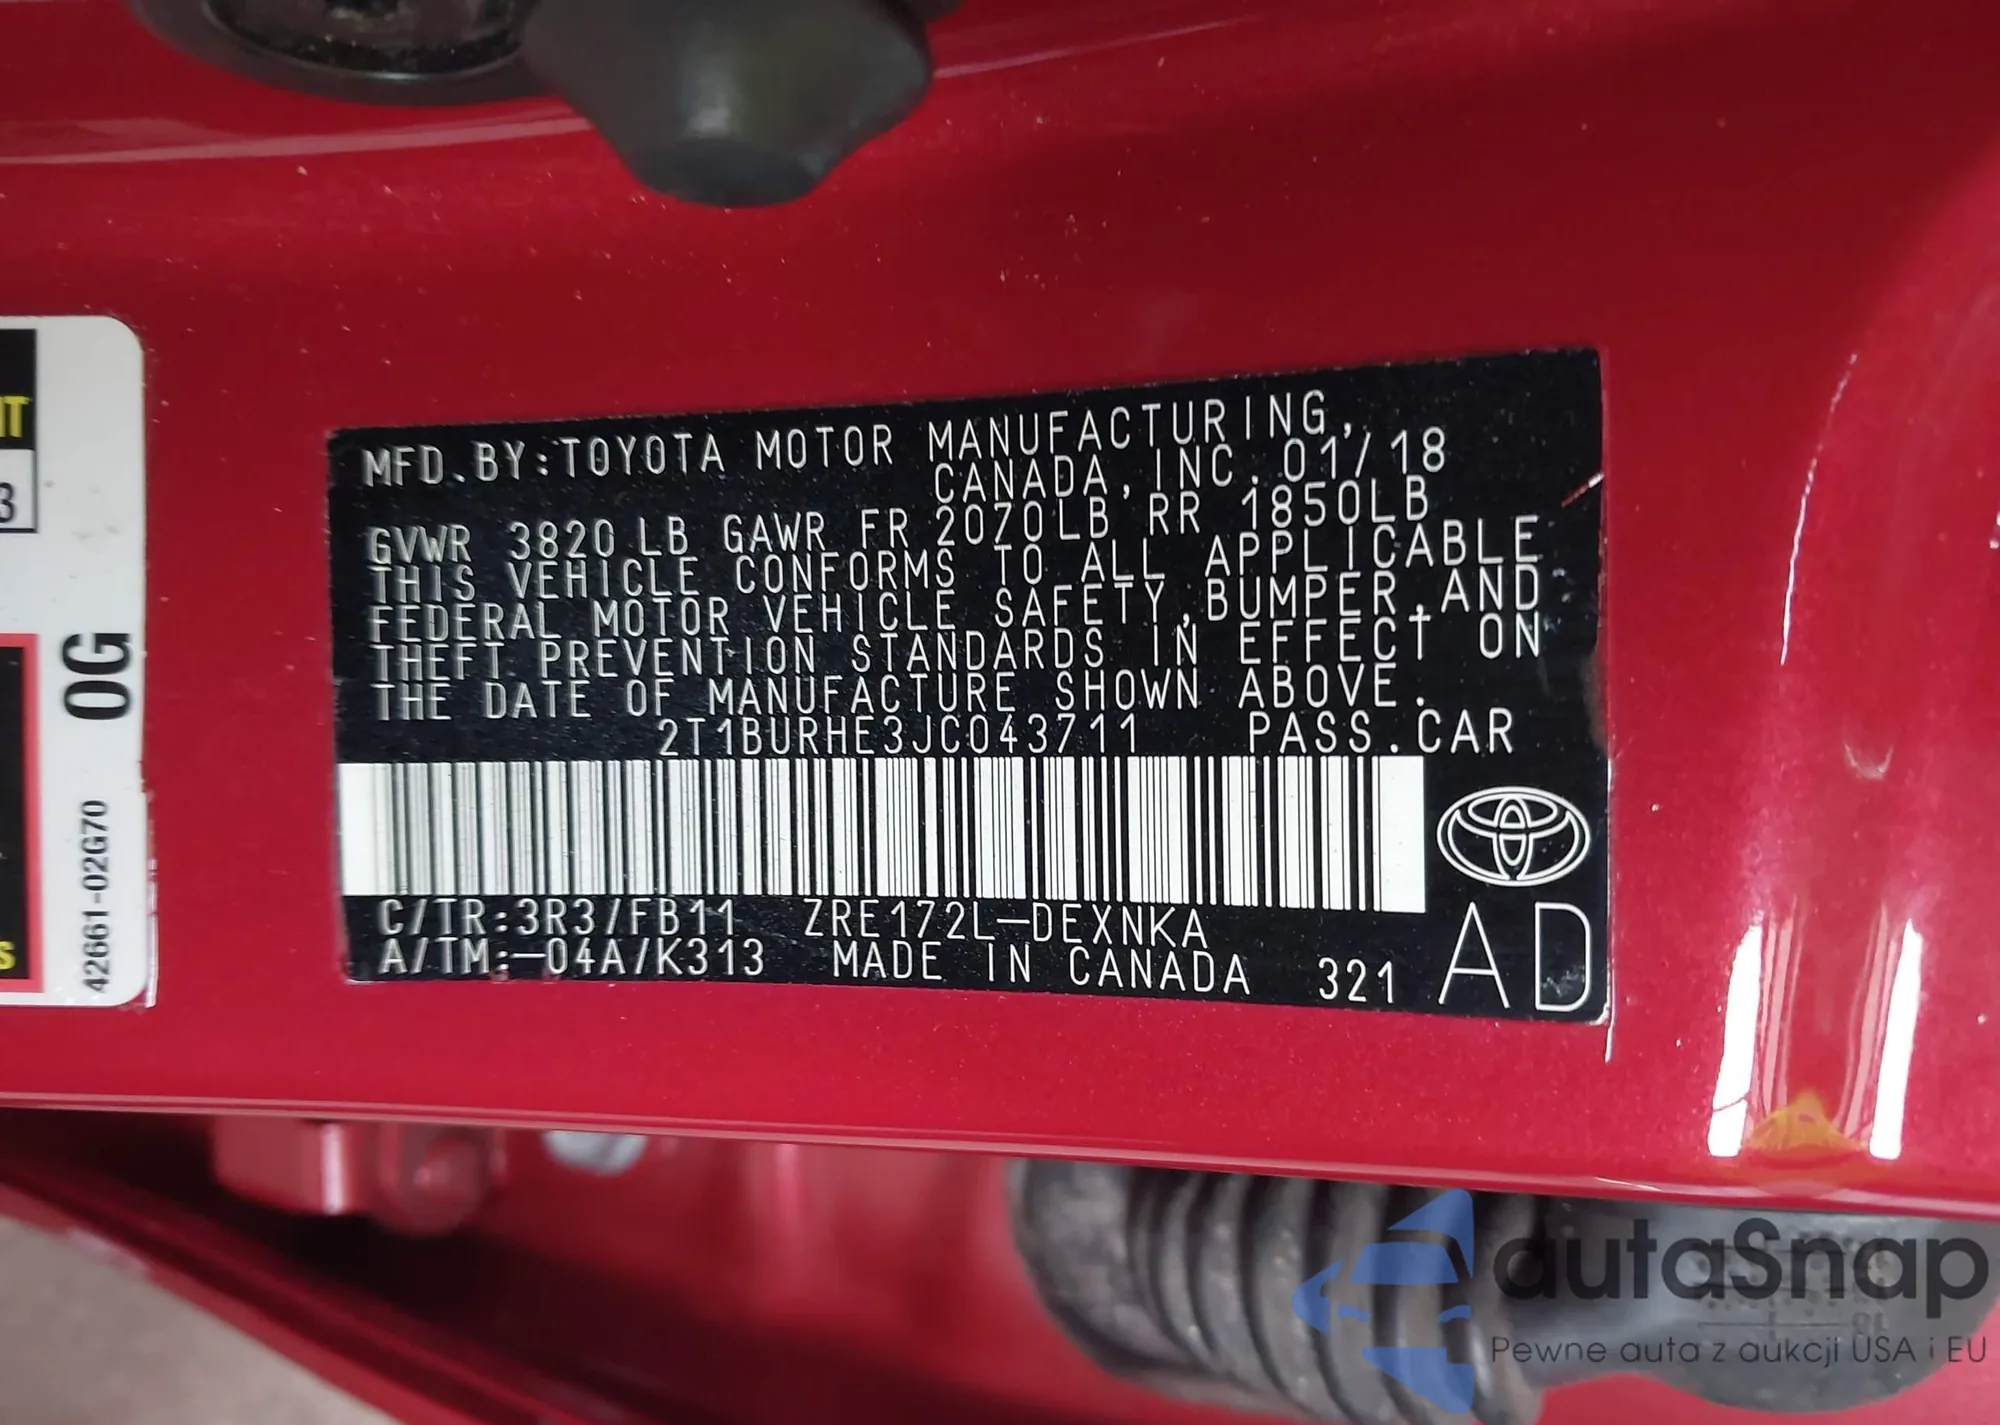 IT
3
0G
42661-02G70
S
MFD.BY:TOYOTA MOTOR MANUFACTURING,
CANADA,INC.01/18
GVWR 3820 LB GAWR FR 2070LB RR 1850LB
THIS VEHICLE CONFORMS TO ALL APPLICABLE
FEDERAL MOTOR VEHICLE SAFETY,BUMPER,AND
THEFT PREVENTION STANDARDS IN EFFECT ON
THE DATE OF MANUFACTURE SHOWN ABOVE.
2T1BURHE3JC043711 PASS.CAR
C/TR:3R3/FB11 ZRE172L-DEXNKA
A/TM:-04A/K313 MADE IN CANADA 321 AD
autaSnap
Pewne auta z aukcji USA i EU